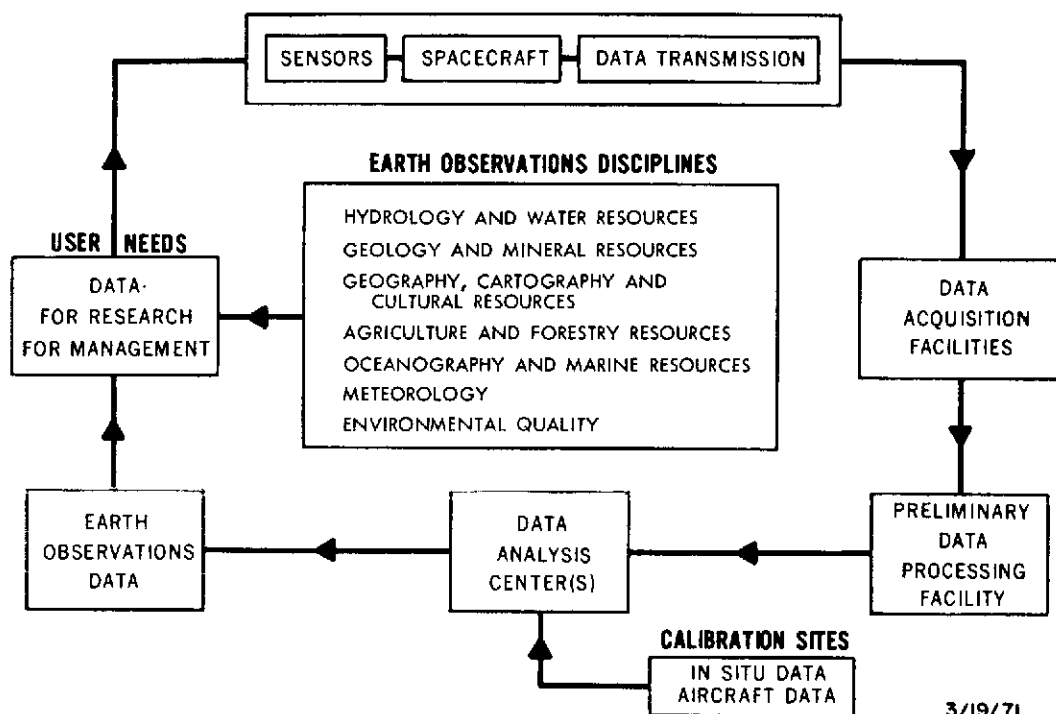 SENSORS
SPACECRAFT
DATA TRANSMISSION
EARTH OBSERVATIONS DISCIPLINES
HYDROLOGY AND WATER RESOURCES
GEOLOGY AND MINERAL RESOURCES
GEOGRAPHY, CARTOGRAPHY AND
CULTURAL RESOURCES
AGRICULTURE AND FORESTRY RESOURCES
OCEANOGRAPHY AND MARINE RESOURCES
METEOROLOGY
ENVIRONMENTAL QUALITY
USER NEEDS
DATA-
FOR RESEARCH
FOR MANAGEMENT
DATA
ACQUISITION
FACILITIES
EARTH
OBSERVATIONS
DATA
DATA
ANALYSIS
CENTER(S)
PRELIMINARY
DATA
PROCESSING
FACILITY
CALIBRATION SITES
IN SITU DATA
AIRCRAFT DATA
3/19/71